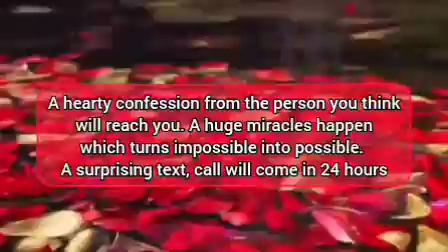 A hearty confession from the person you think
will reach you. A huge miracles happen
which turns impossible into possible.
A surprising text, call will come in 24 hours